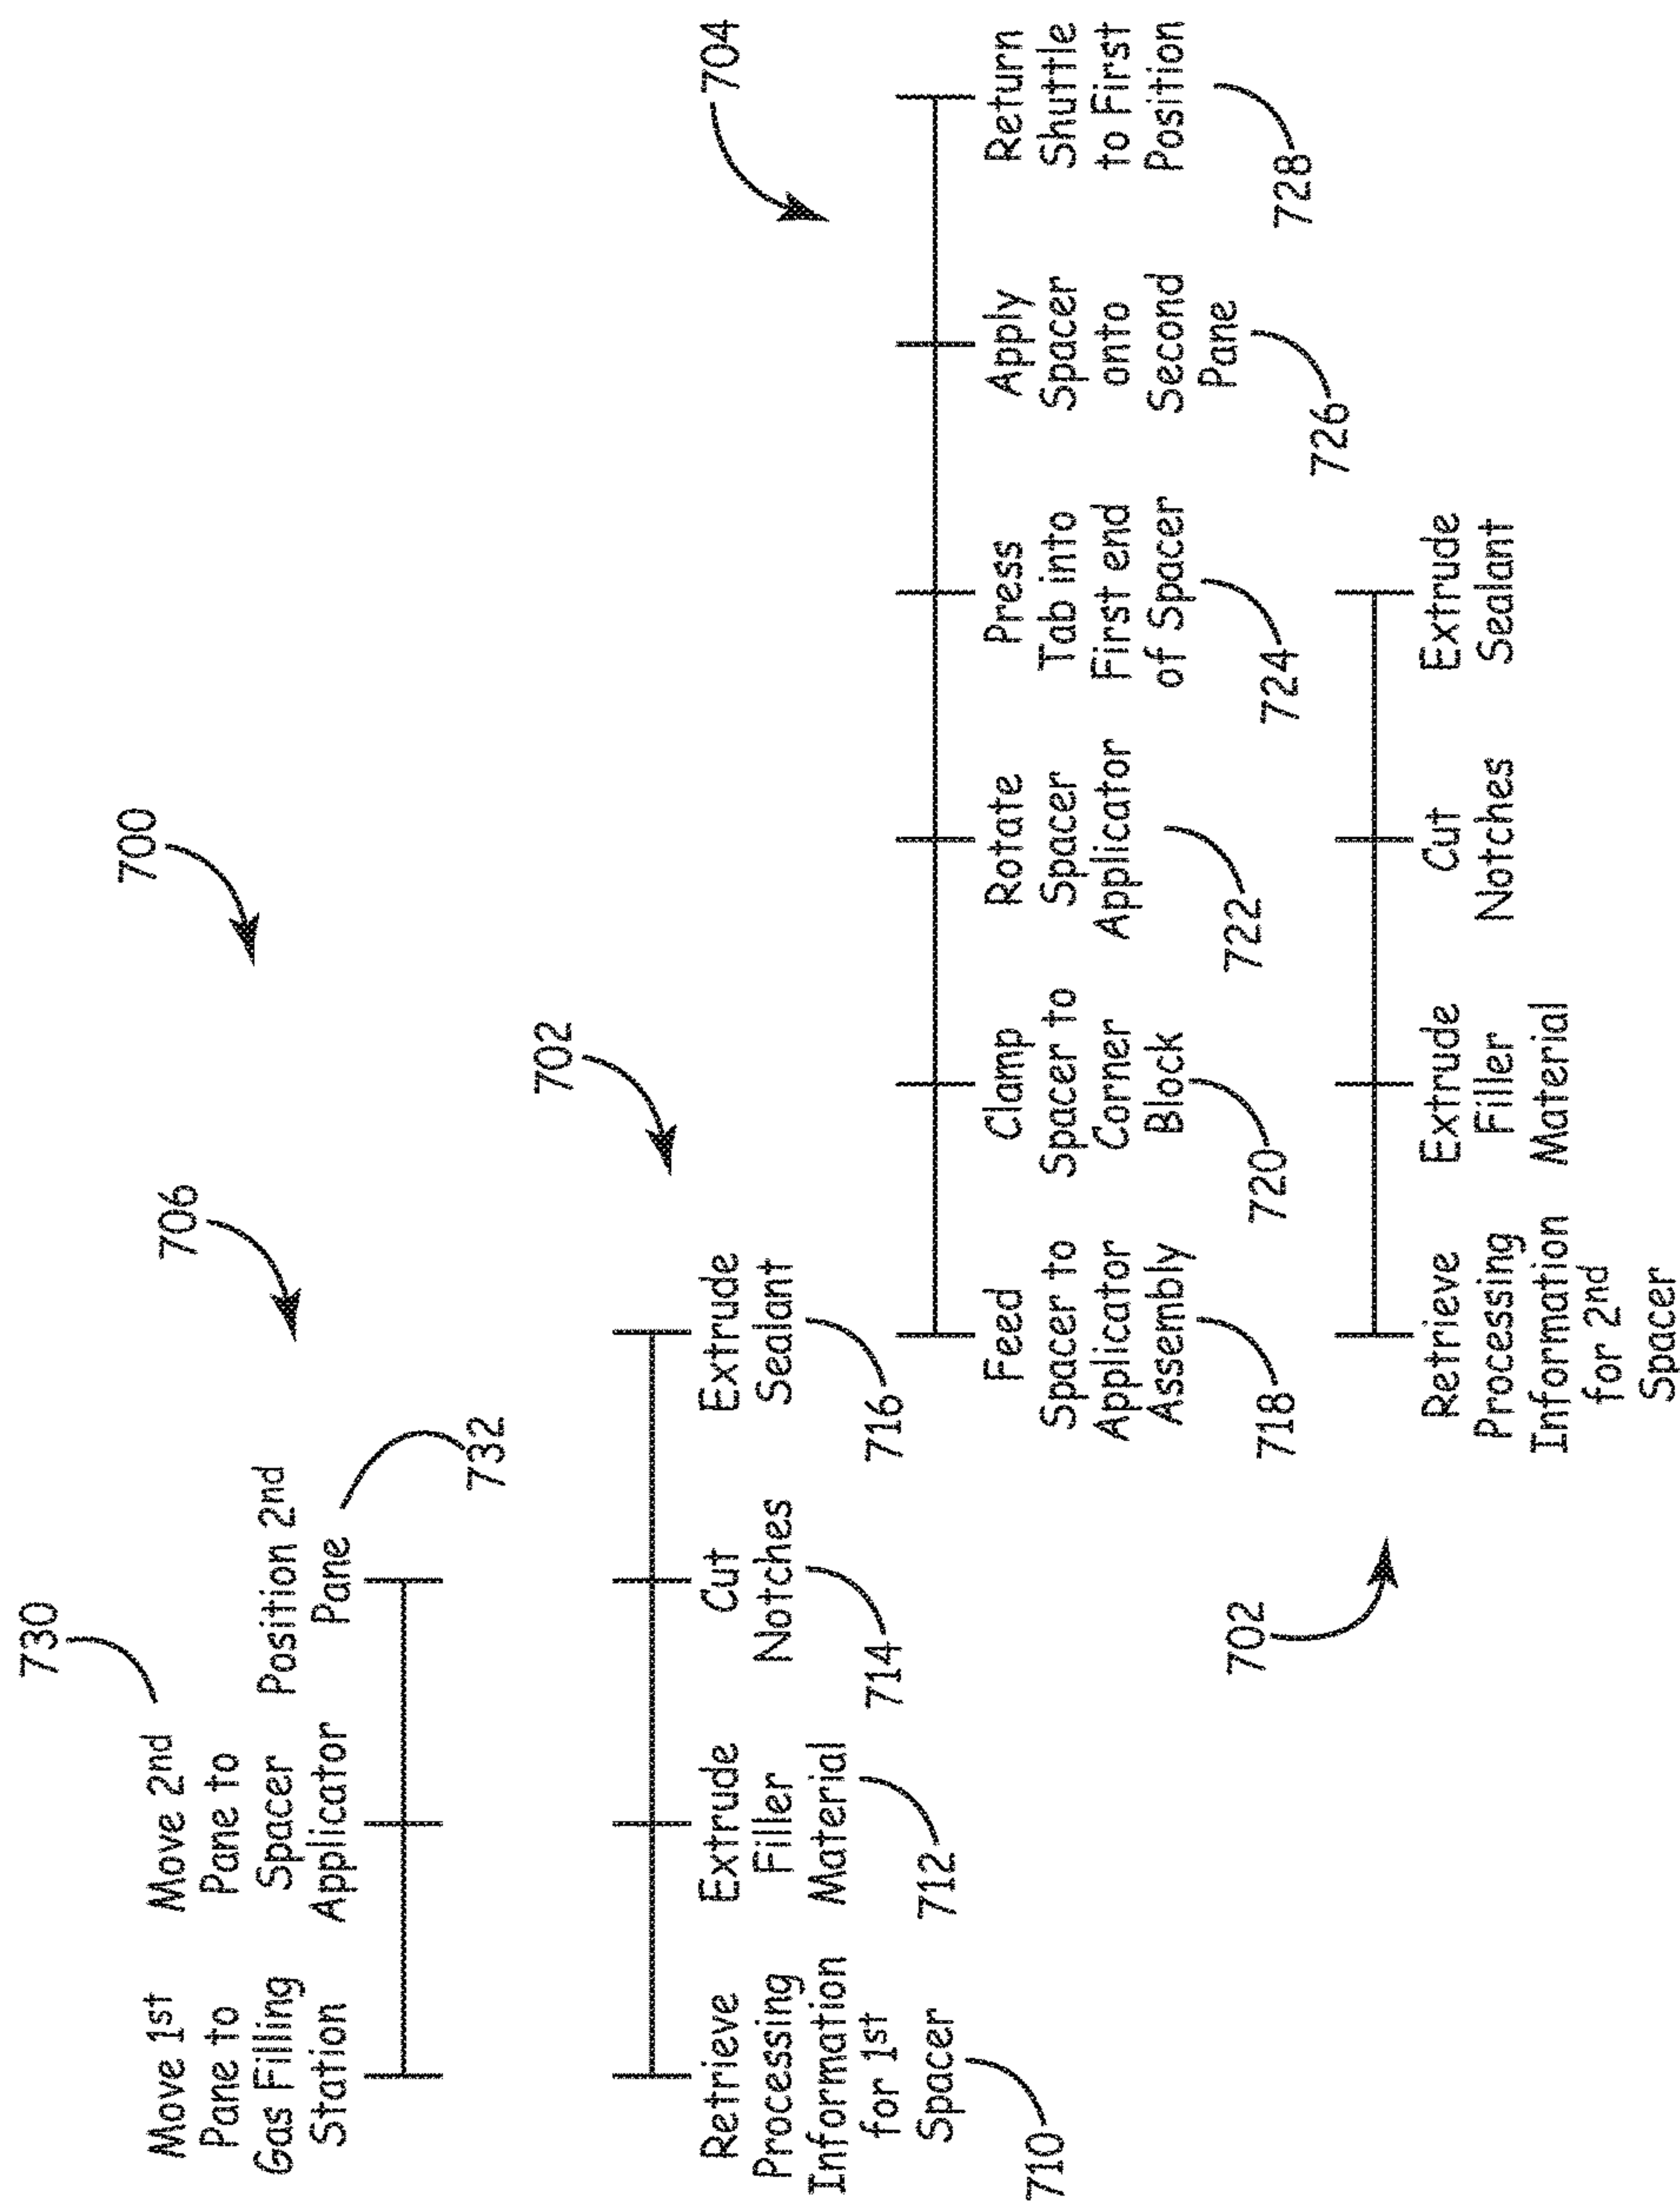 700
706
730
Move 1st
Pane to
Gas Filling
Station
Move 2nd
Pane to
Spacer
Applicator
Position 2nd
Pane
732
702
Retrieve
Processing
Information
for 1st
Spacer
710
Extrude
Filler
Material
712
Cut
Notches
714
Extrude
Sealant
716
704
Feed
Spacer to
Applicator
Assembly
718
Clamp
Spacer to
Corner
Block
720
Rotate
Spacer
Applicator
722
Press
Tab into
First end
of Spacer
724
Apply
Spacer
onto
Second
Pane
726
Return
Shuttle
to First
Position
728
702
Retrieve
Processing
Information
for 2nd
Spacer
Extrude
Filler
Material
Cut
Notches
Extrude
Sealant